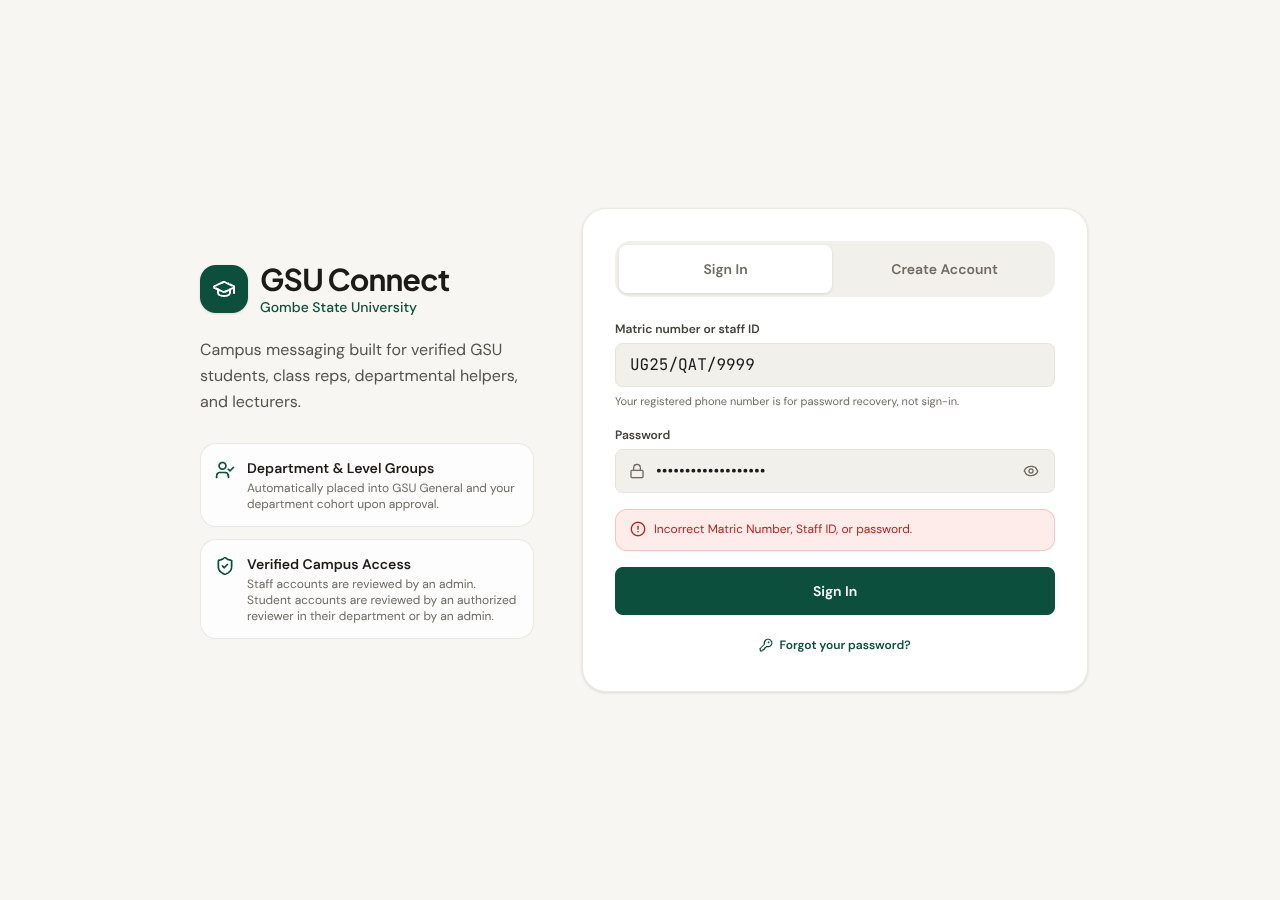 GSU Connect
Gombe State University
Campus messaging built for verified GSU
students, class reps, departmental helpers,
and lecturers.
Department & Level Groups
Automatically placed into GSU General and your
department cohort upon approval.
Verified Campus Access
Staff accounts are reviewed by an admin.
Student accounts are reviewed by an authorized
reviewer in their department or by an admin.
Sign In
Create Account
Matric number or staff ID
UG25/QAT/9999
Your registered phone number is for password recovery, not sign-in.
Password
•••••••••••••••••••
Incorrect Matric Number, Staff ID, or password.
Sign In
Forgot your password?